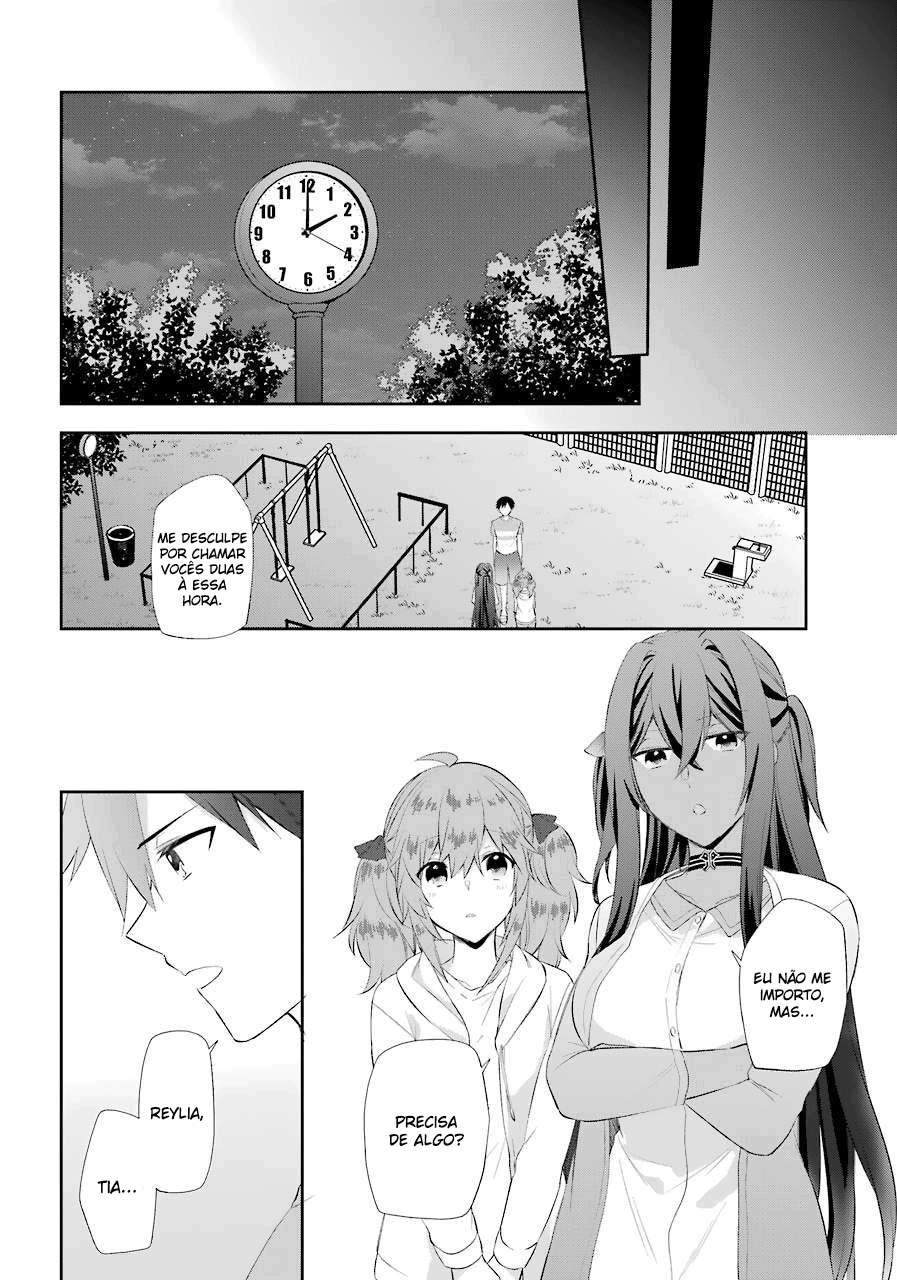 12
1
2
3
4
5
6
7
8
9
10
11
ME DESCULPE
POR CHAMAR
VOCÊS DUAS
À ESSA
HORA.
EU NÃO ME
IMPORTO,
MAS...
PRECISA
DE ALGO?
REYLIA,
TIA...